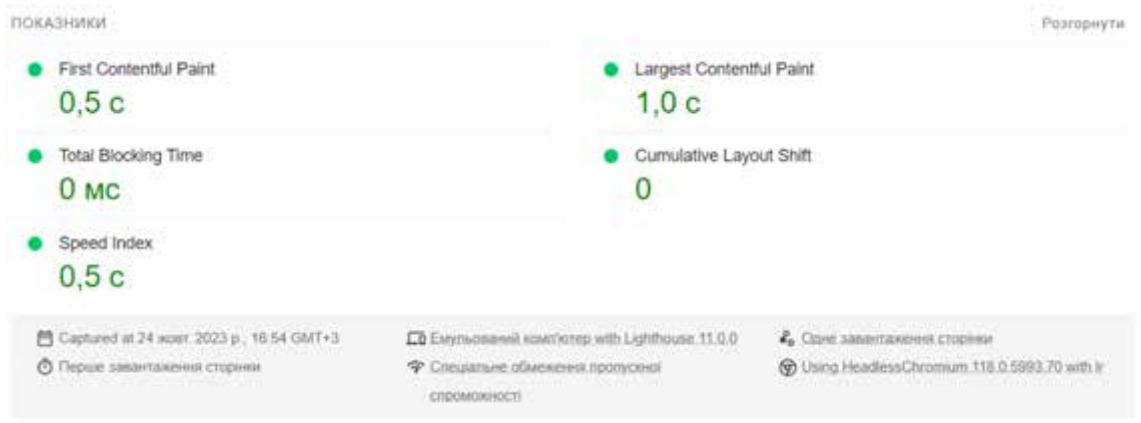 ПОКАЗНИКИ
Розгорнути
First Contentful Paint
0,5 с
Largest Contentful Paint
1,0 с
Total Blocking Time
0 мс
Cumulative Layout Shift
0
Speed Index
0,5 с
Captured at 24 жовт. 2023 р., 16:54 GMT+3
Емульований комп'ютер with Lighthouse 11.0.0
Одне завантаження сторінки
Перше завантаження сторінки
Спеціальне обмеження пропускної
спроможності
Using HeadlessChromium 118.0.5993.70 with lr